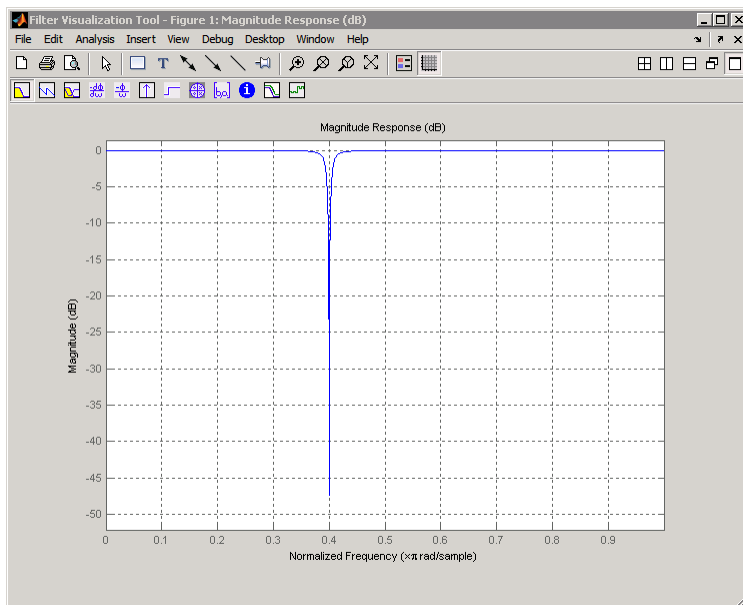 Filter Visualization Tool - Figure 1: Magnitude Response (dB)
File Edit Analysis Insert View Debug Desktop Window Help
T
[b,a]
i
Magnitude Response (dB)
0
-5
-10
-15
-20
-25
-30
-35
-40
-45
-50
Magnitude (dB)
0 0.1 0.2 0.3 0.4 0.5 0.6 0.7 0.8 0.9
Normalized Frequency (×π rad/sample)